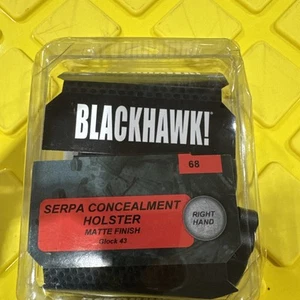 BLACKHAWK!
68
SERPA CONCEALMENT
HOLSTER
MATTE FINISH
Glock 43
RIGHT
HAND